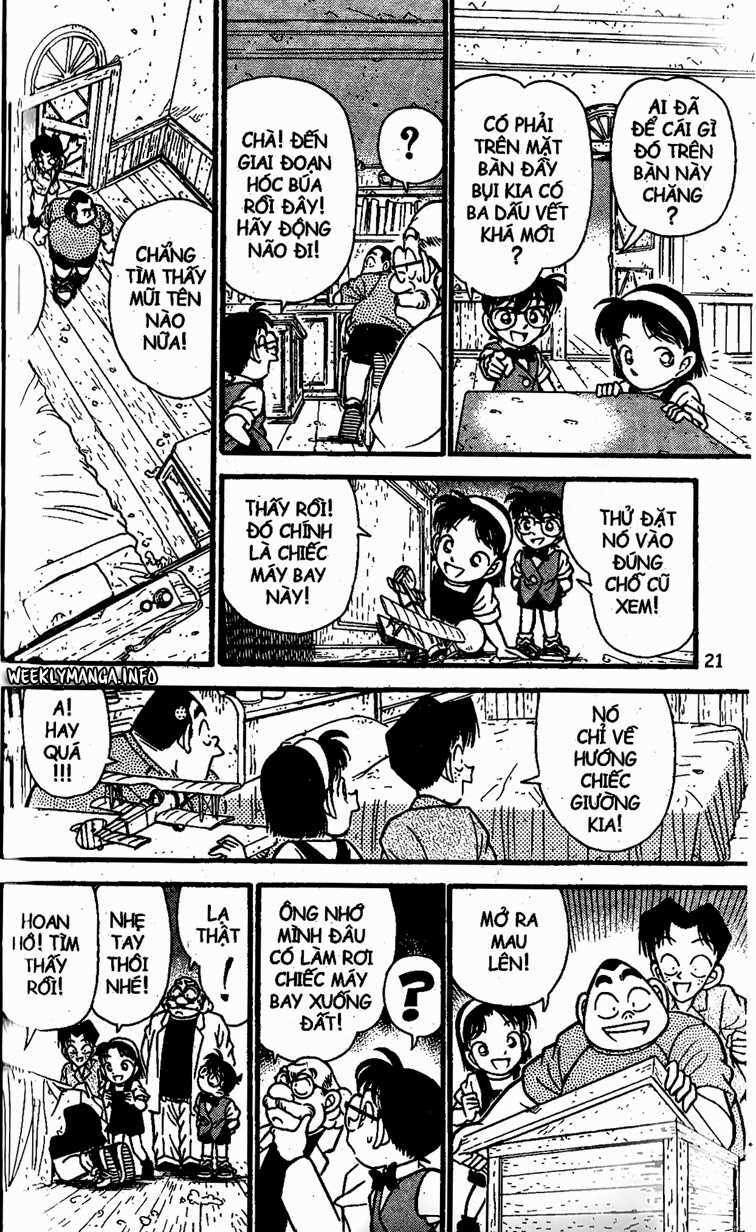 AI ĐÃ
ĐỂ CÁI GÌ
ĐÓ TRÊN
BÀN NÀY
CHĂNG
?
CÓ PHẢI
TRÊN MẶT
BÀN ĐẦY
BỤI KIA CÓ
BA DẤU VẾT
KHÁ MỚI
?
?
CHÀ! ĐẾN
GIAI ĐOẠN
HÓC BÚA
RỒI ĐÂY!
HÃY ĐỘNG
NÃO ĐI!
CHẲNG
TÌM THẤY
MŨI TÊN
NÀO
NỮA!
THỬ ĐẶT
NÓ VÀO
ĐÚNG
CHỖ CŨ
XEM!
THẤY RỒI!
ĐÓ CHÍNH
LÀ CHIẾC
MÁY BAY
NÀY!
21
WEEKLYMANGA.INFO
NÓ
CHỈ VỀ
HƯỚNG
CHIẾC
GIƯỜNG
KIA!
A!
HAY
QUÁ
!!!
MỞ RA
MAU
LÊN!
ÔNG NHỚ
MÌNH ĐÂU
CÓ LÀM RƠI
CHIẾC MÁY
BAY XUỐNG
ĐẤT!
?
LẠ
THẬT
!
NHẸ
TAY
THÔI
NHÉ!
HOAN
HÔ! TÌM
THẤY
RỒI!